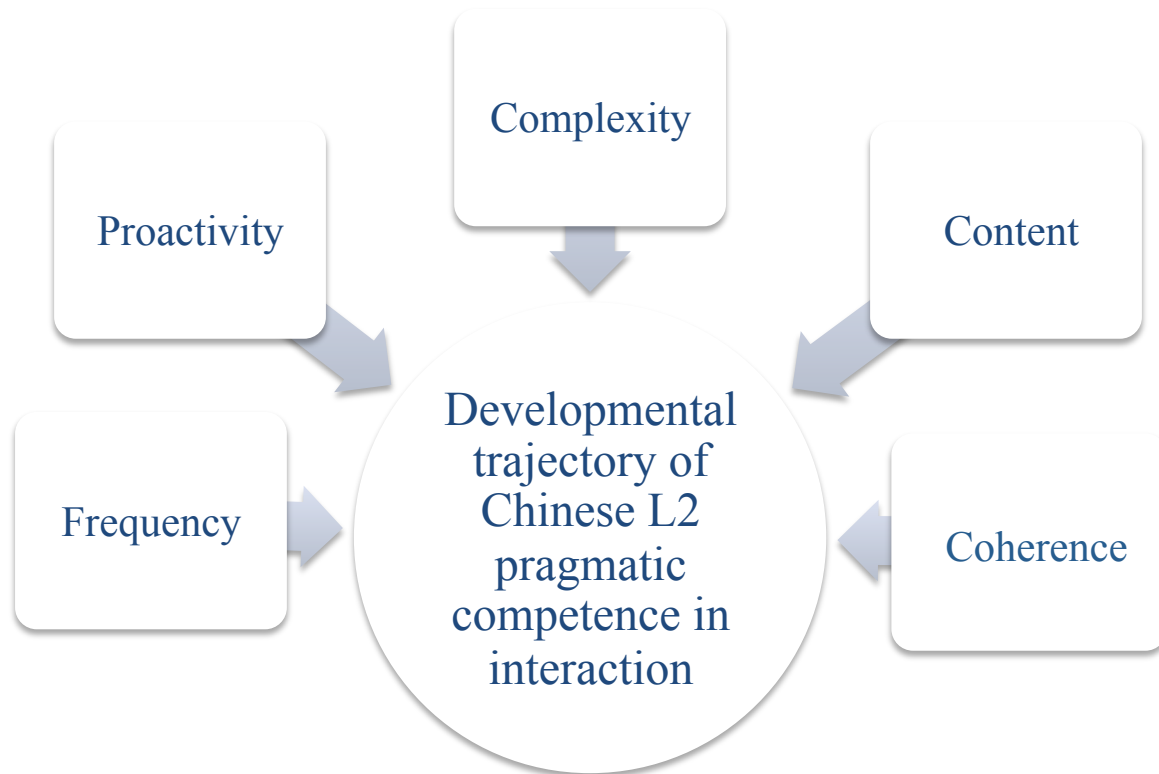 Complexity
Proactivity
Content
Frequency
Developmental
trajectory of
Chinese L2
pragmatic
competence in
interaction
Coherence